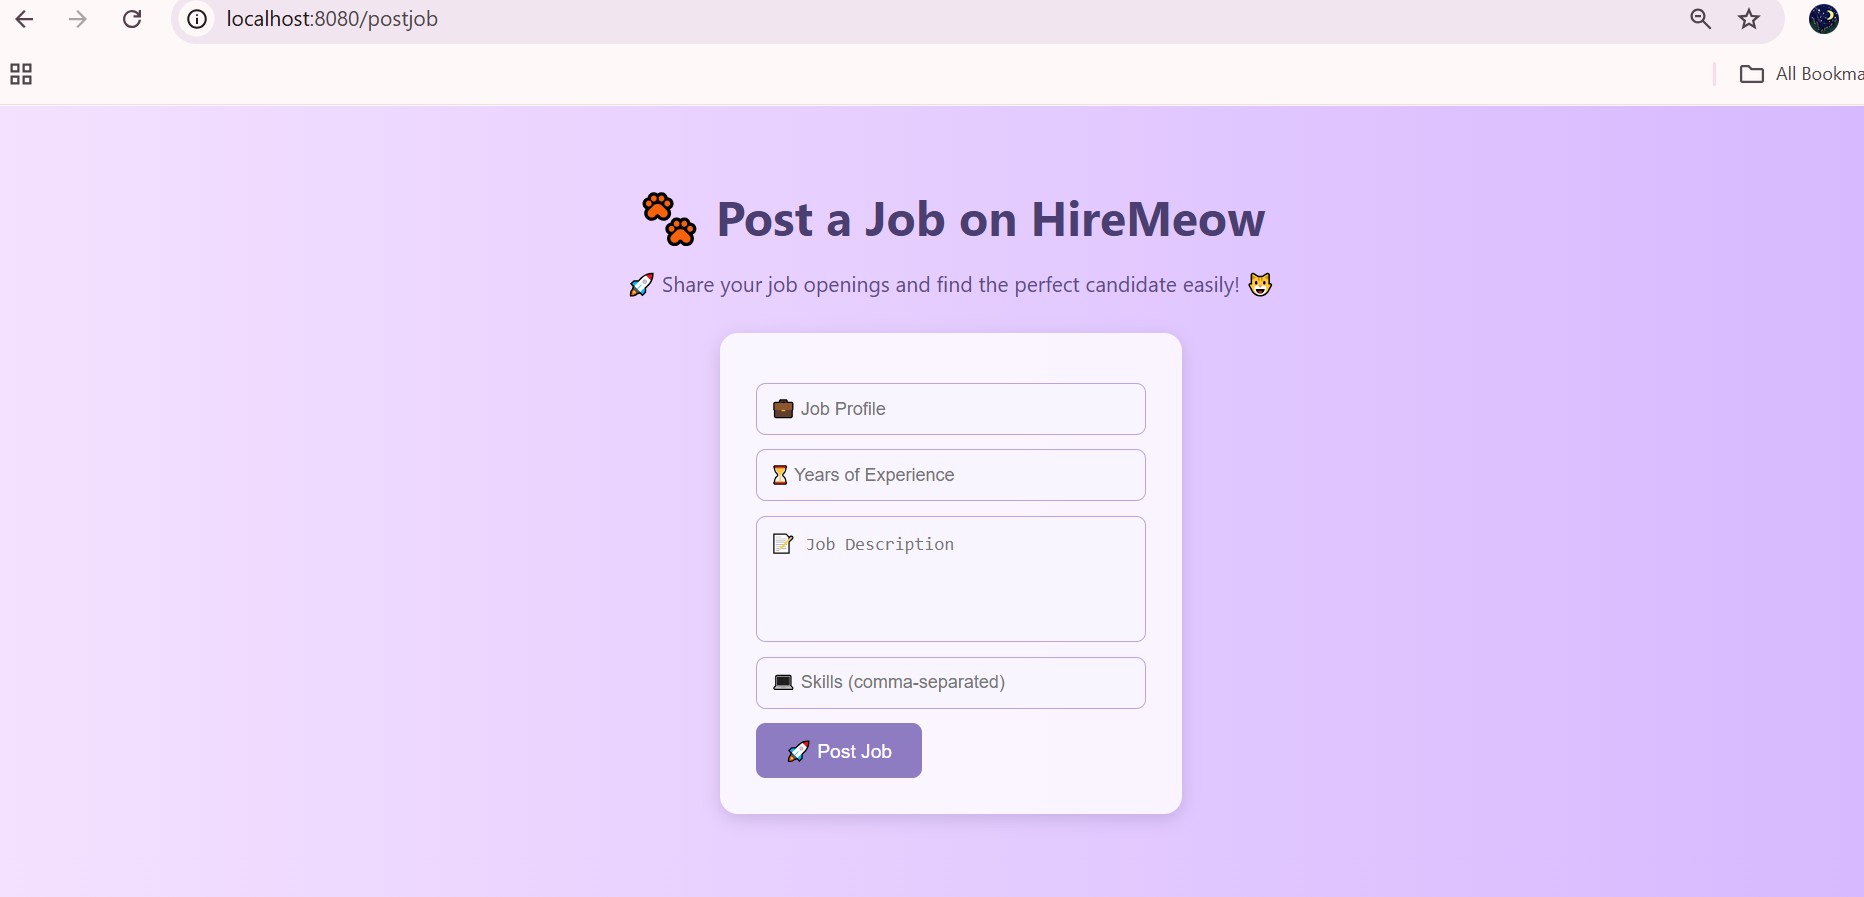 localhost:8080/postjob
All Bookma
🐾 Post a Job on HireMeow
🚀 Share your job openings and find the perfect candidate easily! 😺
💼 Job Profile
⏳ Years of Experience
📝 Job Description
💻 Skills (comma-separated)
🚀 Post Job